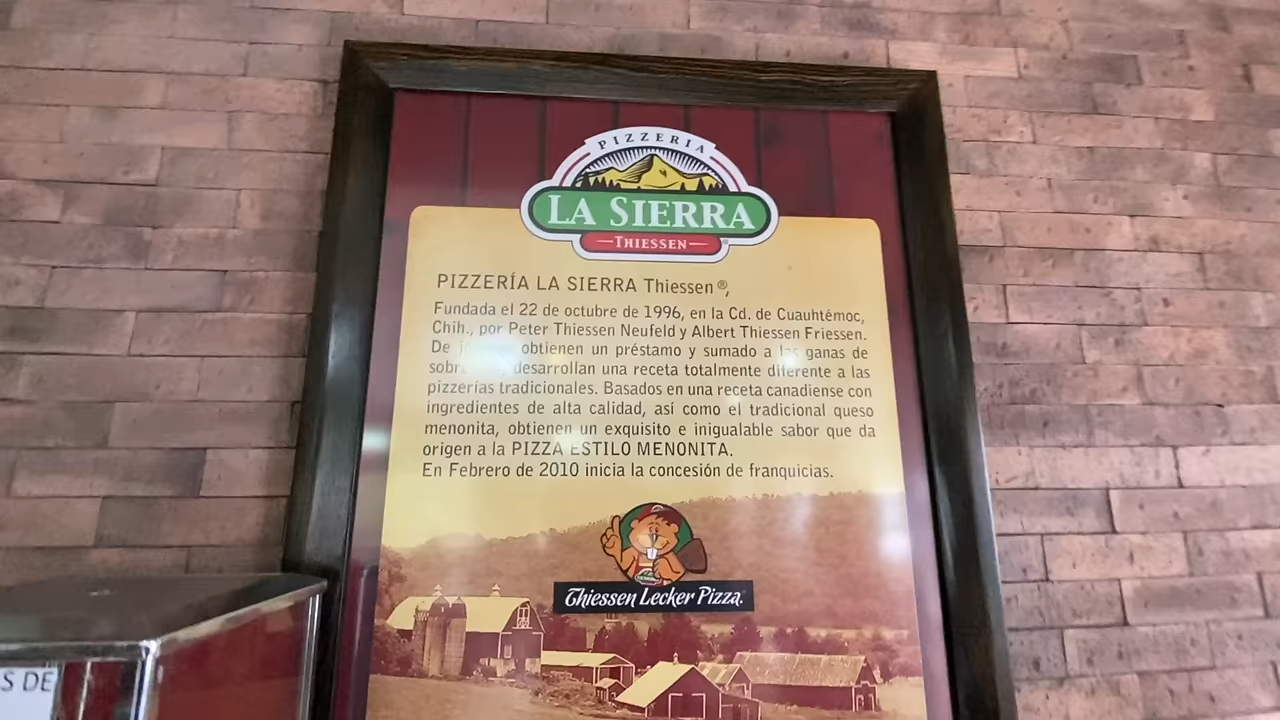 PIZZERIA
LA SIERRA
THIESSEN
PIZZERÍA LA SIERRA Thiessen®,
Fundada el 22 de octubre de 1996, en la Cd. de Cuauhtémoc,
Chih., por Peter Thiessen Neufeld y Albert Thiessen Friessen.
De obtienen un préstamo y sumado a las ganas de
desarrollan una receta totalmente diferente a las
pizzerías tradicionales. Basados en una receta canadiense con
ingredientes de alta calidad, así como el tradicional queso
menonita, obtienen un exquisito e inigualable sabor que da
origen a la PIZZA ESTILO MENONITA.
En Febrero de 2010 inicia la concesión de franquicias.
Thiessen Lecker Pizza.
S DE